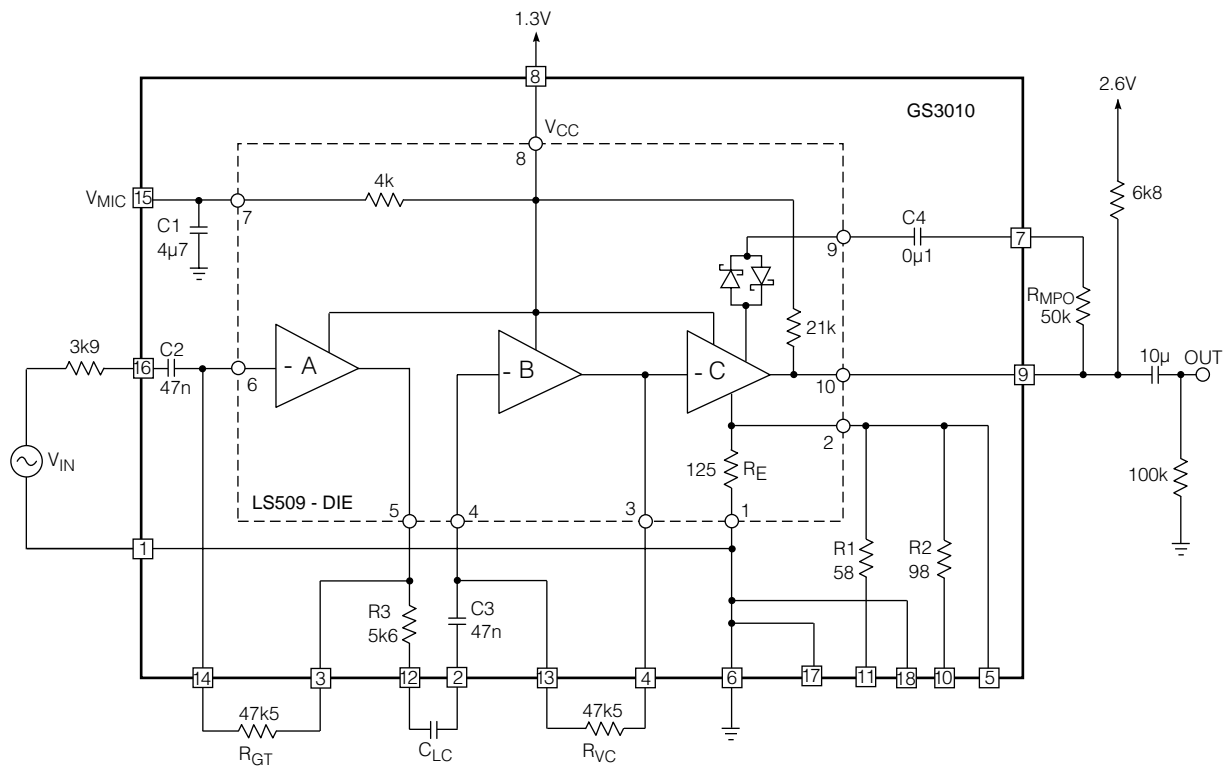 1.3V
8
2.6V
GS3010
VCC
8
4k
6k8
VMIC
15
7
C1
4µ7
C4
0µ1
7
9
RMPO
50k
21k
3k9
16
C2
47n
6
- A
- B
- C
10
9
10µ
OUT
VIN
2
125
RE
100k
LS509 - DIE
5
4
3
1
1
R1
58
R2
98
R3
5k6
C3
47n
14
3
12
2
13
4
6
17
11
18
10
5
47k5
RGT
CLC
47k5
RVC